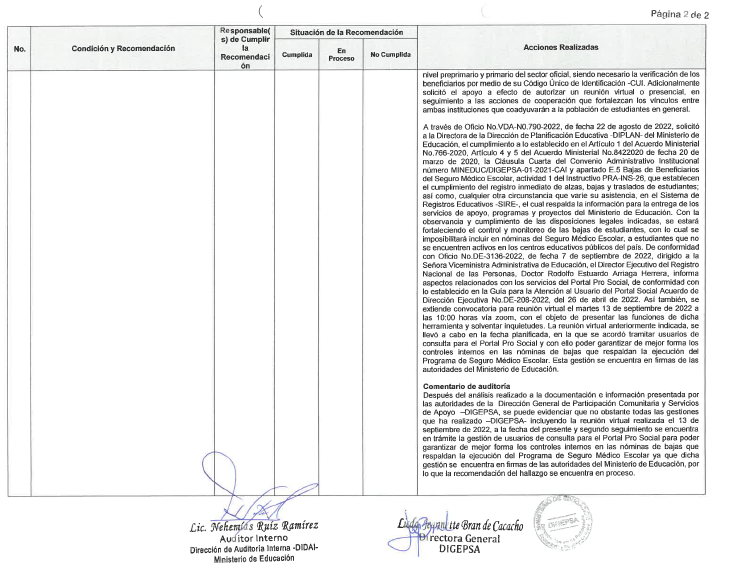 Página 2 de 2
No.
Condición y Recomendación
Responsable(
s) de Cumplir
la
Recomendaci
ón
Situación de la Recomendación
Cumplida
En
Proceso
No Cumplida
Acciones Realizadas
nivel preprimario y primario del sector oficial, siendo necesario la verificación de los
beneficiarios por medio de su Código Único de Identificación -CUI. Adicionalmente
solicitó el apoyo a efecto de autorizar un reunión virtual o presencial, en
seguimiento a las acciones de cooperación que fortalezcan los vínculos entre
ambas instituciones que coadyuvarán a la población de estudiantes en general.
A través de Oficio No.VDA-N0.790-2022, de fecha 22 de agosto de 2022, solicitó
a la Directora de la Dirección de Planificación Educativa -DIPLAN- del Ministerio de
Educación, el cumplimiento a lo establecido en el Artículo 1 del Acuerdo Ministerial
No.766-2020, Artículo 4 y 5 del Acuerdo Ministerial No.8422020 de fecha 20 de
marzo de 2020, la Cláusula Cuarta del Convenio Administrativo Institucional
número MINEDUC/DIGEPSA-01-2021-CAI y apartado E.5 Bajas de Beneficiarios
del Seguro Médico Escolar, actividad 1 del Instructivo PRA-INS-26, que establecen
el cumplimiento del registro inmediato de alzas, bajas y traslados de estudiantes;
así como, cualquier otra circunstancia que varie su asistencia, en el Sistema de
Registros Educativos -SIRE-, el cual respalda la información para la entrega de los
servicios de apoyo, programas y proyectos del Ministerio de Educación. Con la
observancia y cumplimiento de las disposiciones legales indicadas, se estará
fortaleciendo el control y monitoreo de las bajas de estudiantes, con lo cual se
imposibilitará incluir en nóminas del Seguro Médico Escolar, a estudiantes que no
se encuentren activos en los centros educativos públicos del país. De conformidad
con Oficio No.DE-3136-2022, de fecha 7 de septiembre de 2022, dirigido a la
Señora Viceministra Administrativa de Educación, el Director Ejecutivo del Registro
Nacional de las Personas, Doctor Rodolfo Estuardo Arriaga Herrera, informa
aspectos relacionados con los servicios del Portal Pro Social, de conformidad con
lo establecido en la Guía para la Atención al Usuario del Portal Social Acuerdo de
Dirección Ejecutiva No.DE-208-2022, del 26 de abril de 2022. Así también, se
extiende convocatoria para reunión virtual el martes 13 de septiembre de 2022 a
las 10:00 horas vía zoom, con el objeto de presentar las funciones de dicha
herramienta y solventar inquietudes. La reunión virtual anteriormente indicada, se
llevó a cabo en la fecha planificada, en la que se acordó tramitar usuarios de
consulta para el Portal Pro Social y con ello poder garantizar de mejor forma los
controles internos en las nóminas de bajas que respaldan la ejecución del
Programa de Seguro Médico Escolar. Esta gestión se encuentra en firmas de las
autoridades del Ministerio de Educación.
Comentario de auditoría
Después del análisis realizado a la documentación e información presentada por
las autoridades de la Dirección General de Participación Comunitaria y Servicios
de Apoyo –DIGEPSA, se puede evidenciar que no obstante todas las gestiones
que ha realizado –DIGEPSA- incluyendo la reunión virtual realizada el 13 de
septiembre de 2022, a la fecha del presente y segundo seguimiento se encuentra
en trámite la gestión de usuarios de consulta para el Portal Pro Social para poder
garantizar de mejor forma los controles internos en las nóminas de bajas que
respaldan la ejecución del Programa de Seguro Médico Escolar ya que dicha
gestión se encuentra en firmas de las autoridades del Ministerio de Educación, por
lo que la recomendación del hallazgo se encuentra en proceso.
Lic. Nehemías Ruiz Ramírez
Auditor Interno
Dirección de Auditoría Interna -DIDAI-
Ministerio de Educación
Bran de Cacacho
Directora General
DIGEPSA
DIGEPSA